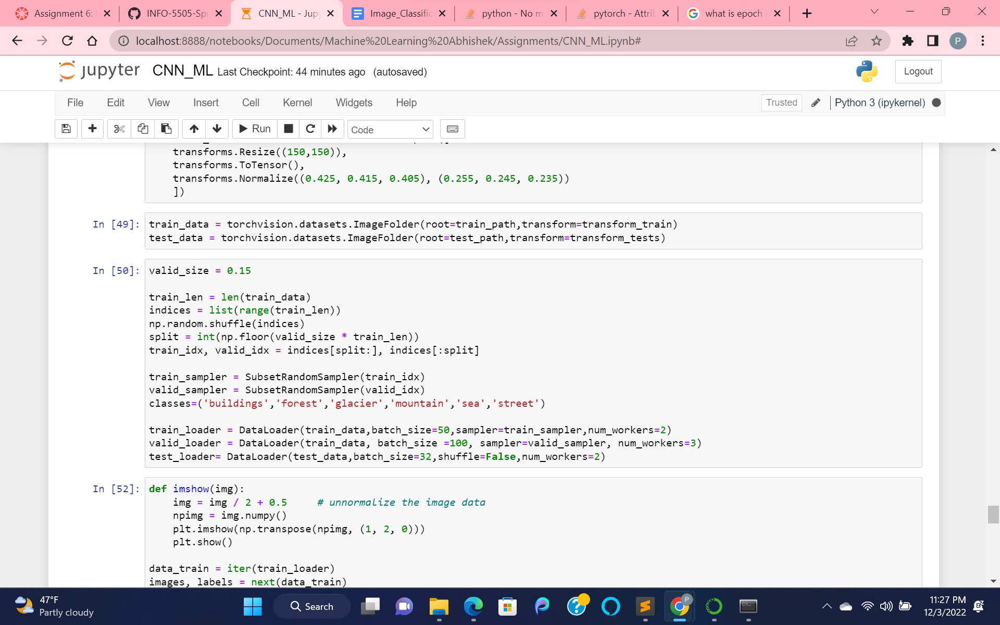 Assignment 6:
INFO-5505-Sp
CNN_ML - Jup
Image_Classific
python - No m
pytorch - Attri
what is epoch
localhost:8888/notebooks/Documents/Machine%20Learning%20Abhishek/Assignments/CNN_ML.ipynb#
P
jupyter CNN_ML Last Checkpoint: 44 minutes ago (autosaved)
Logout
File Edit View Insert Cell Kernel Widgets Help
Trusted Python 3 (ipykernel)
Run Code
transforms.Resize((150,150)),
transforms.ToTensor(),
transforms.Normalize((0.425, 0.415, 0.405), (0.255, 0.245, 0.235))
])
In [49]: train_data = torchvision.datasets.ImageFolder(root=train_path,transform=transform_train)
test_data = torchvision.datasets.ImageFolder(root=test_path,transform=transform_tests)
In [50]: valid_size = 0.15
train_len = len(train_data)
indices = list(range(train_len))
np.random.shuffle(indices)
split = int(np.floor(valid_size * train_len))
train_idx, valid_idx = indices[split:], indices[:split]
train_sampler = SubsetRandomSampler(train_idx)
valid_sampler = SubsetRandomSampler(valid_idx)
classes=('buildings','forest','glacier','mountain','sea','street')
train_loader = DataLoader(train_data,batch_size=50,sampler=train_sampler,num_workers=2)
valid_loader = DataLoader(train_data, batch_size =100, sampler=valid_sampler, num_workers=3)
test_loader= DataLoader(test_data,batch_size=32,shuffle=False,num_workers=2)
In [52]: def imshow(img):
img = img / 2 + 0.5 # unnormalize the image data
npimg = img.numpy()
plt.imshow(np.transpose(npimg, (1, 2, 0)))
plt.show()
data_train = iter(train_loader)
images, labels = next(data_train)
47°F
Partly cloudy
Search
P
11:27 PM
12/3/2022